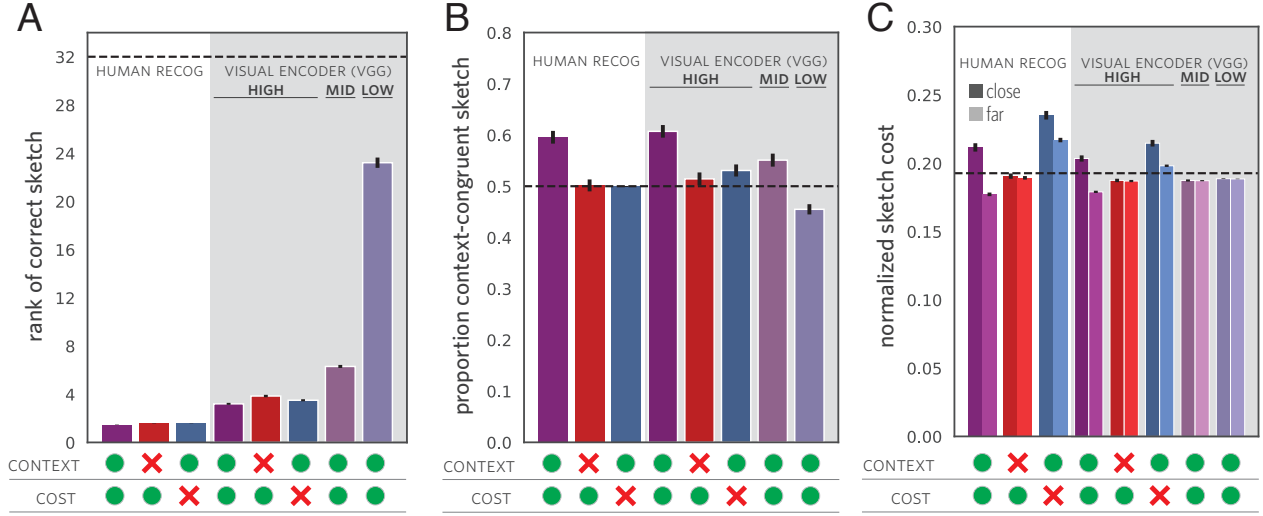 A
rank of correct sketch
32
28
24
20
16
12
8
4
0
HUMAN RECOG
VISUAL ENCODER (VGG)
HIGH
MID
LOW
CONTEXT
COST
B
proportion context-congruent sketch
0.8
0.7
0.6
0.5
0.4
0.3
0.2
0.1
0.0
HUMAN RECOG
VISUAL ENCODER (VGG)
HIGH
MID
LOW
CONTEXT
COST
C
normalized sketch cost
0.30
0.25
0.20
0.15
0.10
0.05
0.00
HUMAN RECOG
VISUAL ENCODER (VGG)
HIGH
MID
LOW
close
far
CONTEXT
COST